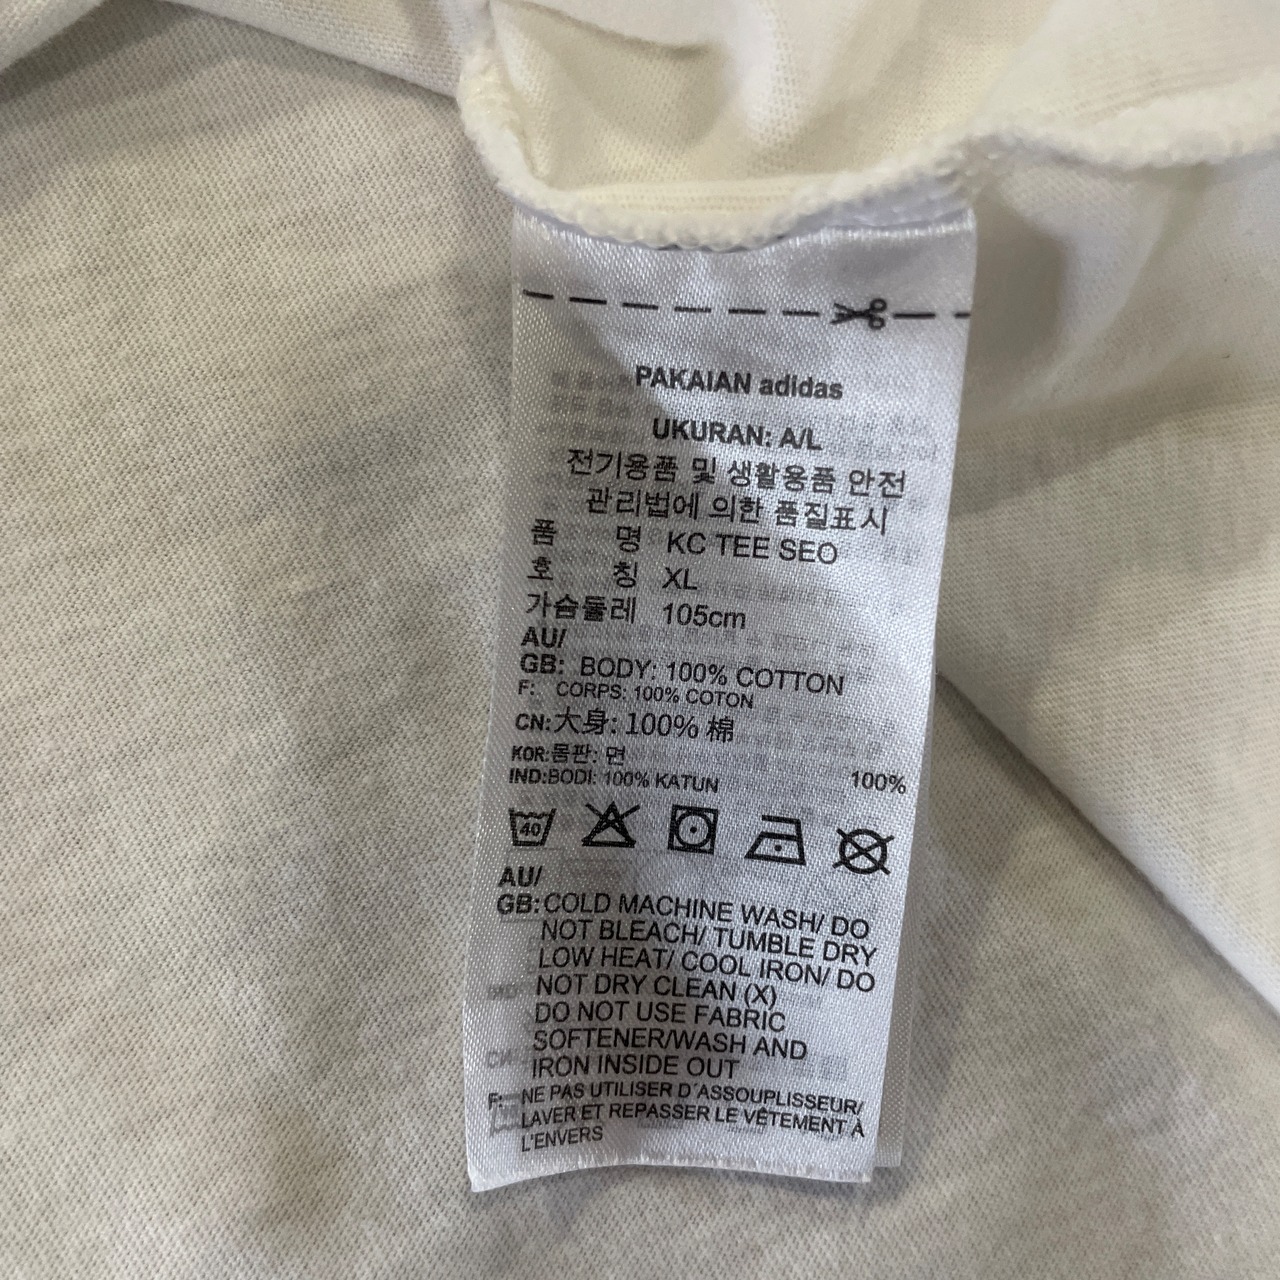 PAKAIAN adidas
UKURAN: A/L
전기용품 및 생활용품 안전
관리법에 의한 품질표시
품 명 KC TEE SEO
호 칭 XL
가슴둘레 105cm
AU/
GB: BODY: 100% COTTON
F: CORPS: 100% COTON
CN:大身: 100% 棉
KOR:몸판: 면 100%
IND:BODI: 100% KATUN
40
AU/
GB:COLD MACHINE WASH/ DO
NOT BLEACH/ TUMBLE DRY
LOW HEAT/ COOL IRON/ DO
NOT DRY CLEAN (X)
DO NOT USE FABRIC
SOFTENER/WASH AND
IRON INSIDE OUT
F: NE PAS UTILISER D´ASSOUPLISSEUR/
LAVER ET REPASSER LE VÊTEMENT À
L'ENVERS